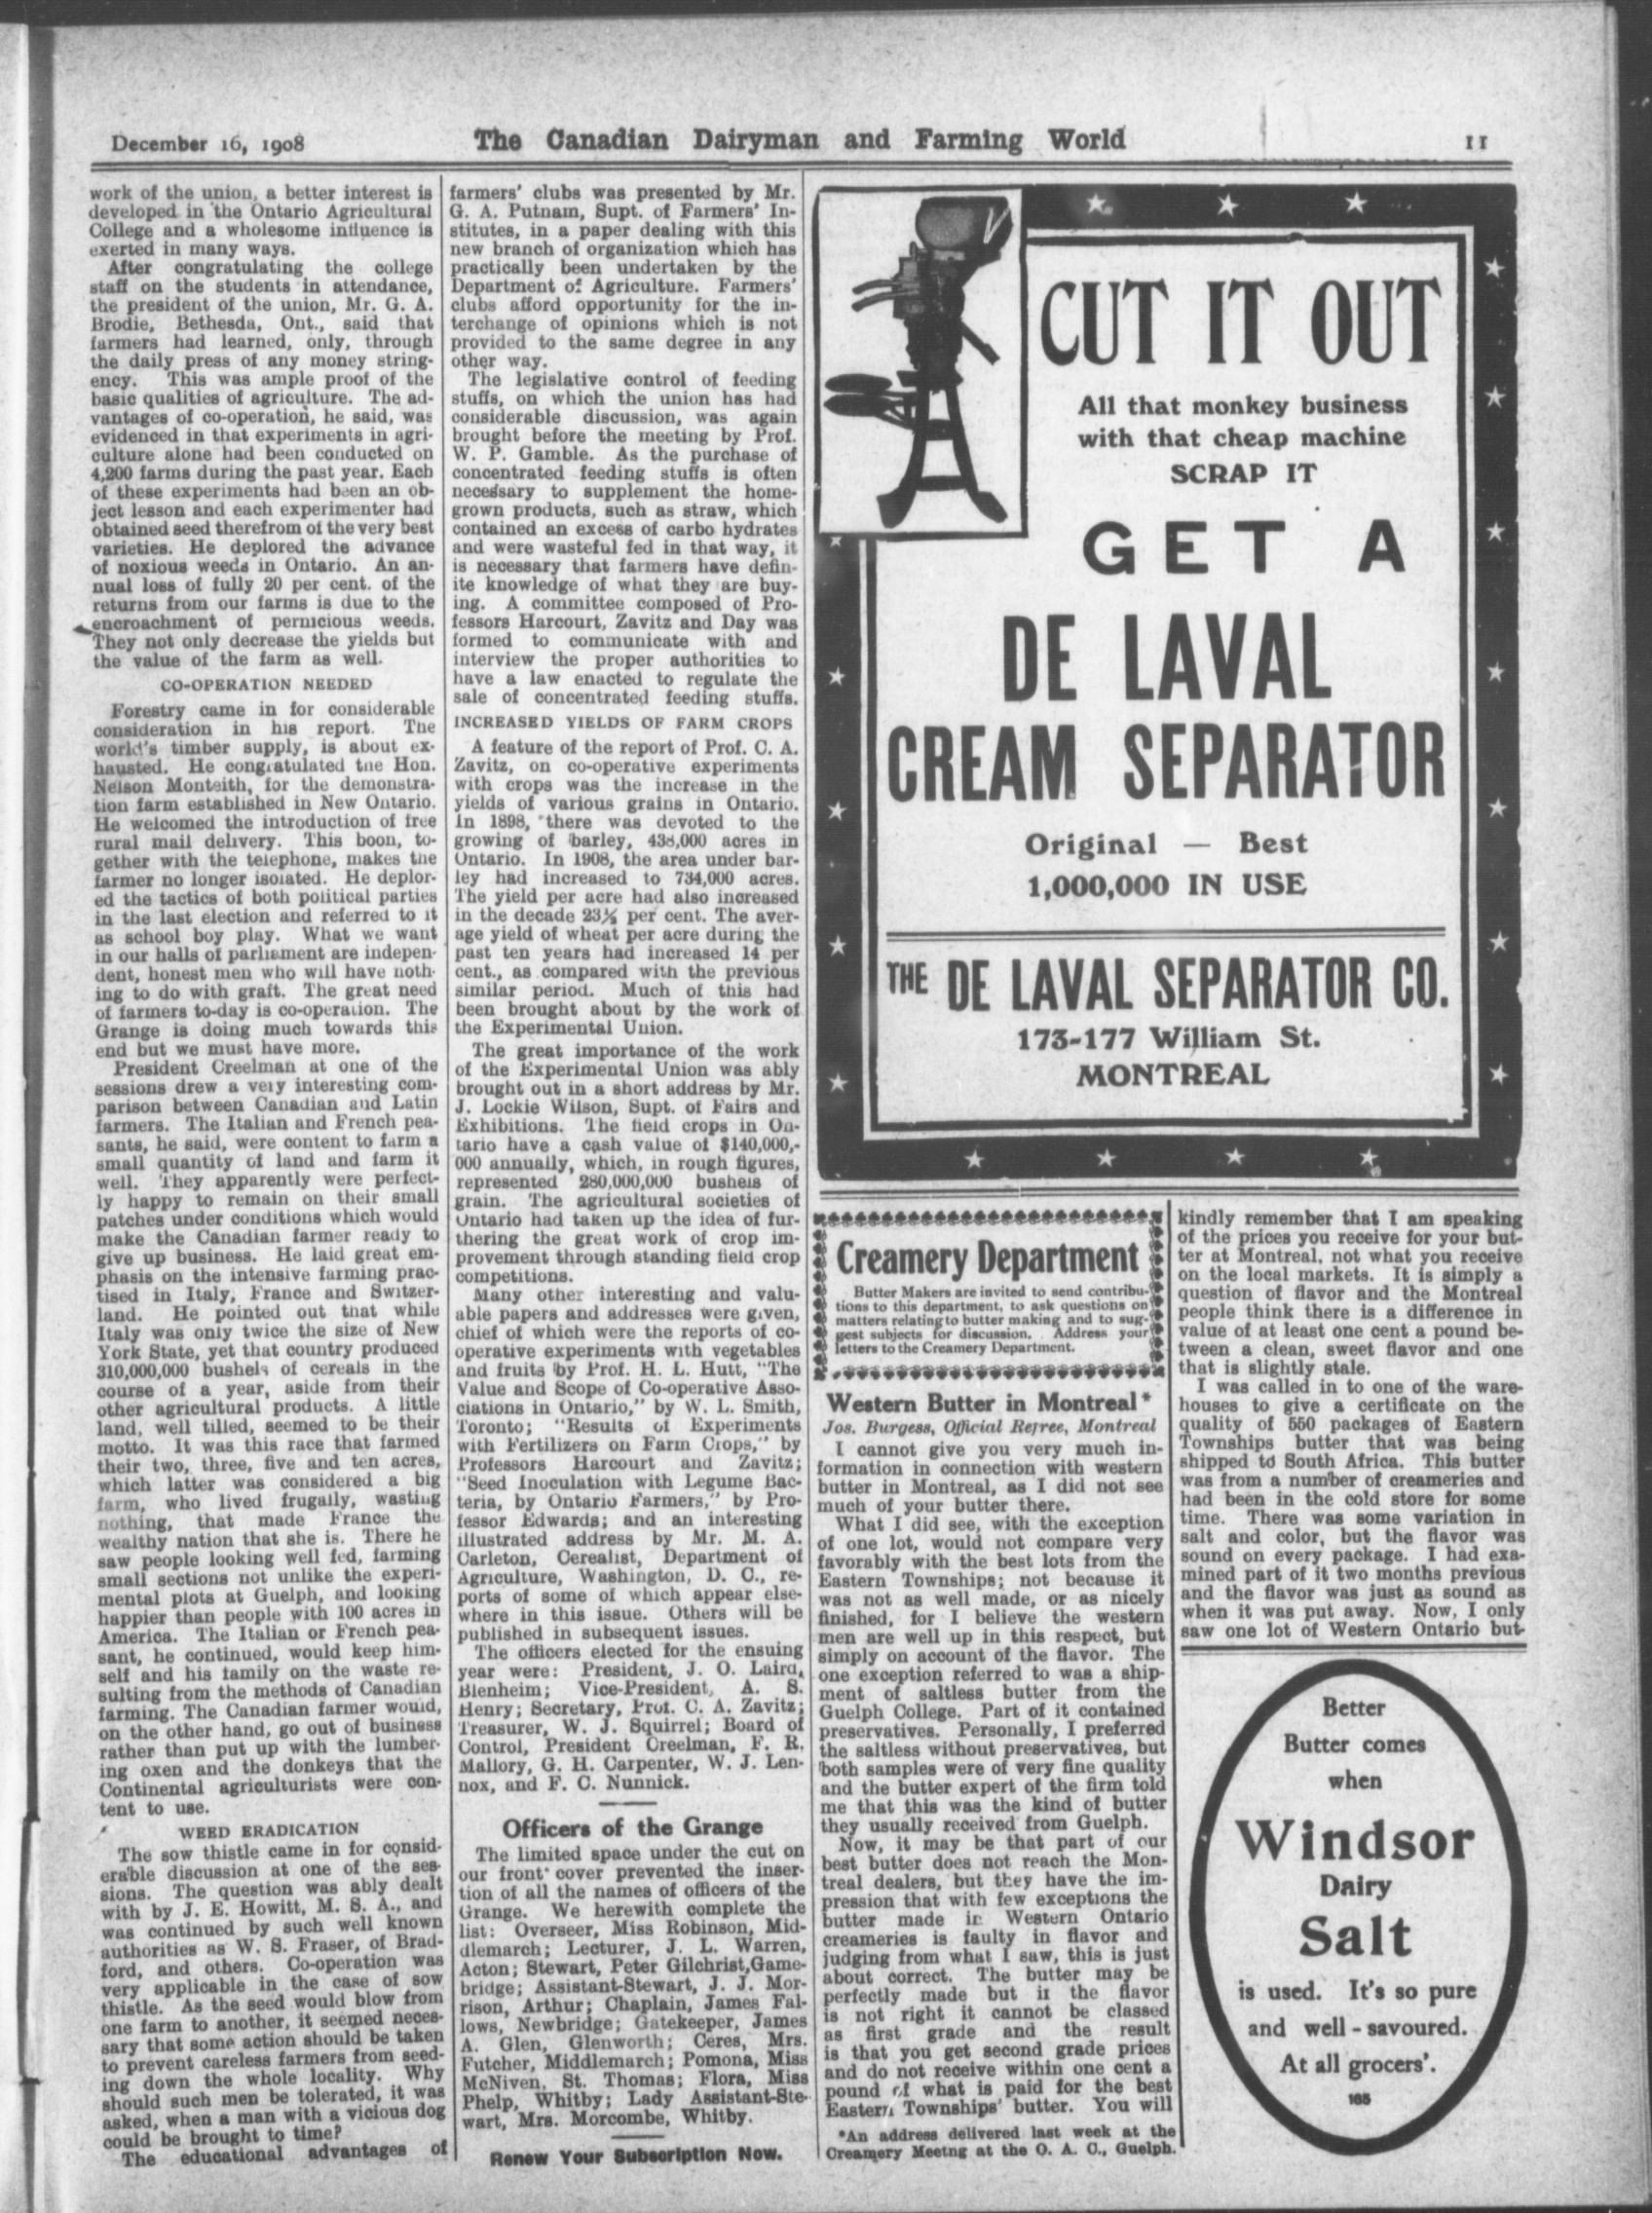 December 16, 1908
The Canadian Dairyman and Farming World
11
work of the union, a better interest is
developed in the Ontario Agricultural
College and a wholesome influence is
exerted in many ways.
After congratulating the college
staff on the students in attendance,
the president of the union, Mr. G. A.
Brodie, Bethesda, Ont., said that
farmers had learned, only, through
the daily press of any money string-
ency. This was ample proof of the
basic qualities of agriculture. The ad-
vantages of co-operation, he said, was
evidenced in that experiments in agri-
culture alone had been conducted on
4,200 farms during the past year. Each
of these experiments had been an ob-
ject lesson and each experimenter had
obtained seed therefrom of the very best
varieties. He deplored the advance
of noxious weeds in Ontario. An an-
nual loss of fully 20 per cent. of the
returns from our farms is due to the
encroachment of pernicious weeds.
They not only decrease the yields but
the value of the farm as well.
CO-OPERATION NEEDED
Forestry came in for considerable
consideration in his report. The
world's timber supply, is about ex-
hausted. He congratulated the Hon.
Nelson Monteith, for the demonstra-
tion farm established in New Ontario.
He welcomed the introduction of free
rural mail delivery. This boon, to-
gether with the telephone, makes the
farmer no longer isolated. He deplor-
ed the tactics of both political parties
in the last election and referred to it
as school boy play. What we want
in our halls of parliament are indepen-
dent, honest men who will have noth-
ing to do with graft. The great need
of farmers to-day is co-operation. The
Grange is doing much towards this
end but we must have more.
President Creelman at one of the
sessions drew a very interesting com-
parison between Canadian and Latin
farmers. The Italian and French pea-
sants, he said, were content to farm a
small quantity of land and farm it
well. They apparently were perfect-
ly happy to remain on their small
patches under conditions which would
make the Canadian farmer ready to
give up business. He laid great em-
phasis on the intensive farming prac-
tised in Italy, France and Switzer-
land. He pointed out that while
Italy was only twice the size of New
York State, yet that country produced
310,000,000 bushels of cereals in the
course of a year, aside from their
other agricultural products. A little
land, well tilled, seemed to be their
motto. It was this race that farmed
their two, three, five and ten acres,
which latter was considered a big
farm, who lived frugally, wasting
nothing, that made France the
wealthy nation that she is. There he
saw people looking well fed, farming
small sections not unlike the experi-
mental plots at Guelph, and looking
happier than people with 100 acres in
America. The Italian or French pea-
sant, he continued, would keep him-
self and his family on the waste re-
sulting from the methods of Canadian
farming. The Canadian farmer would,
on the other hand, go out of business
rather than put up with the lumber-
ing oxen and the donkeys that the
Continental agriculturists were con-
tent to use.
WEED ERADICATION
The sow thistle came in for consid-
erable discussion at one of the ses-
sions. The question was ably dealt
with by J. E. Howitt, M. S. A., and
was continued by such well known
authorities as W. S. Fraser, of Brad-
ford, and others. Co-operation was
very applicable in the case of sow
thistle. As the seed would blow from
one farm to another, it seemed neces-
sary that some action should be taken
to prevent careless farmers from seed-
ing down the whole locality. Why
should such men be tolerated, it was
asked, when a man with a vicious dog
could be brought to time?
The educational advantages of
farmers' clubs was presented by Mr.
G. A. Putnam, Supt. of Farmers' In-
stitutes, in a paper dealing with this
new branch of organization which has
practically been undertaken by the
Department of Agriculture. Farmers'
clubs afford opportunity for the in-
terchange of opinions which is not
provided to the same degree in any
other way.
The legislative control of feeding
stuffs, on which the union has had
considerable discussion, was again
brought before the meeting by Prof.
W. P. Gamble. As the purchase of
concentrated feeding stuffs is often
necessary to supplement the home-
grown products, such as straw, which
contained an excess of carbo hydrates
and were wasteful fed in that way, it
is necessary that farmers have defin-
ite knowledge of what they are buy-
ing. A committee composed of Pro-
fessors Harcourt, Zavitz and Day was
formed to communicate with and
interview the proper authorities to
have a law enacted to regulate the
sale of concentrated feeding stuffs.
INCREASED YIELDS OF FARM CROPS
A feature of the report of Prof. C. A.
Zavitz, on co-operative experiments
with crops was the increase in the
yields of various grains in Ontario.
In 1898, there was devoted to the
growing of barley, 438,000 acres in
Ontario. In 1908, the area under bar-
ley had increased to 734,000 acres.
The yield per acre had also increased
in the decade 23½ per cent. The aver-
age yield of wheat per acre during the
past ten years had increased 14 per
cent., as compared with the previous
similar period. Much of this had
been brought about by the work of
the Experimental Union.
The great importance of the work
of the Experimental Union was ably
brought out in a short address by Mr.
J. Lockie Wilson, Supt. of Fairs and
Exhibitions. The field crops in On-
tario have a cash value of $140,000,-
000 annually, which, in rough figures,
represented 280,000,000 bushels of
grain. The agricultural societies of
Ontario had taken up the idea of fur-
thering the great work of crop im-
provement through standing field crop
competitions.
Many other interesting and valu-
able papers and addresses were given,
chief of which were the reports of co-
operative experiments with vegetables
and fruits by Prof. H. L. Hutt, "The
Value and Scope of Co-operative Asso-
ciations in Ontario," by W. L. Smith,
Toronto; "Results of Experiments
with Fertilizers on Farm Crops," by
Professors Harcourt and Zavitz;
"Seed Inoculation with Legume Bac-
teria, by Ontario Farmers," by Pro-
fessor Edwards; and an interesting
illustrated address by Mr. M. A.
Carleton, Cerealist, Department of
Agriculture, Washington, D. C., re-
ports of some of which appear else-
where in this issue. Others will be
published in subsequent issues.
The officers elected for the ensuing
year were: President, J. O. Laird,
Blenheim; Vice-President, A. S.
Henry; Secretary, Prof. C. A. Zavitz;
Treasurer, W. J. Squirrel; Board of
Control, President Creelman, F. R.
Mallory, G. H. Carpenter, W. J. Len-
nox, and F. C. Nunnick.
Officers of the Grange
The limited space under the cut on
our front cover prevented the inser-
tion of all the names of officers of the
Grange. We herewith complete the
list: Overseer, Miss Robinson, Mid-
dlemarch; Lecturer, J. L. Warren,
Acton; Stewart, Peter Gilchrist, Game-
bridge; Assistant-Stewart, J. J. Mor-
rison, Arthur; Chaplain, James Fal-
lows, Newbridge; Gatekeeper, James
A. Glen, Glenworth; Ceres, Mrs.
Futcher, Middlemarch; Pomona, Miss
McNiven, St. Thomas; Flora, Miss
Phelp, Whitby; Lady Assistant-Ste-
wart, Mrs. Morcombe, Whitby.
Renew Your Subscription Now.
CUT IT OUT
All that monkey business
with that cheap machine
SCRAP IT
GET A
DE LAVAL
CREAM SEPARATOR
Original — Best
1,000,000 IN USE
THE DE LAVAL SEPARATOR CO.
173-177 William St.
MONTREAL
Creamery Department
Butter Makers are invited to send contribu-
tions to this department, to ask questions on
matters relating to butter making and to sug-
gest subjects for discussion. Address your
letters to the Creamery Department.
Western Butter in Montreal*
Jos. Burgess, Official Refree, Montreal
I cannot give you very much in-
formation in connection with western
butter in Montreal, as I did not see
much of your butter there.
What I did see, with the exception
of one lot, would not compare very
favorably with the best lots from the
Eastern Townships; not because it
was not as well made, or as nicely
finished, for I believe the western
men are well up in this respect, but
simply on account of the flavor. The
one exception referred to was a ship-
ment of saltless butter from the
Guelph College. Part of it contained
preservatives. Personally, I preferred
the saltless without preservatives, but
both samples were of very fine quality
and the butter expert of the firm told
me that this was the kind of butter
they usually received from Guelph.
Now, it may be that part of our
best butter does not reach the Mon-
treal dealers, but they have the im-
pression that with few exceptions the
butter made in Western Ontario
creameries is faulty in flavor and
judging from what I saw, this is just
about correct. The butter may be
perfectly made but if the flavor
is not right it cannot be classed
as first grade and the result
is that you get second grade prices
and do not receive within one cent a
pound of what is paid for the best
Eastern Townships' butter. You will
*An address delivered last week at the
Creamery Meetng at the O. A. C., Guelph.
kindly remember that I am speaking
of the prices you receive for your but-
ter at Montreal, not what you receive
on the local markets. It is simply a
question of flavor and the Montreal
people think there is a difference in
value of at least one cent a pound be-
tween a clean, sweet flavor and one
that is slightly stale.
I was called in to one of the ware-
houses to give a certificate on the
quality of 550 packages of Eastern
Townships butter that was being
shipped to South Africa. This butter
was from a number of creameries and
had been in the cold store for some
time. There was some variation in
salt and color, but the flavor was
sound on every package. I had exa-
mined part of it two months previous
and the flavor was just as sound as
when it was put away. Now, I only
saw one lot of Western Ontario but-
Better
Butter comes
when
Windsor
Dairy
Salt
is used. It's so pure
and well-savoured.
At all grocers'.
165